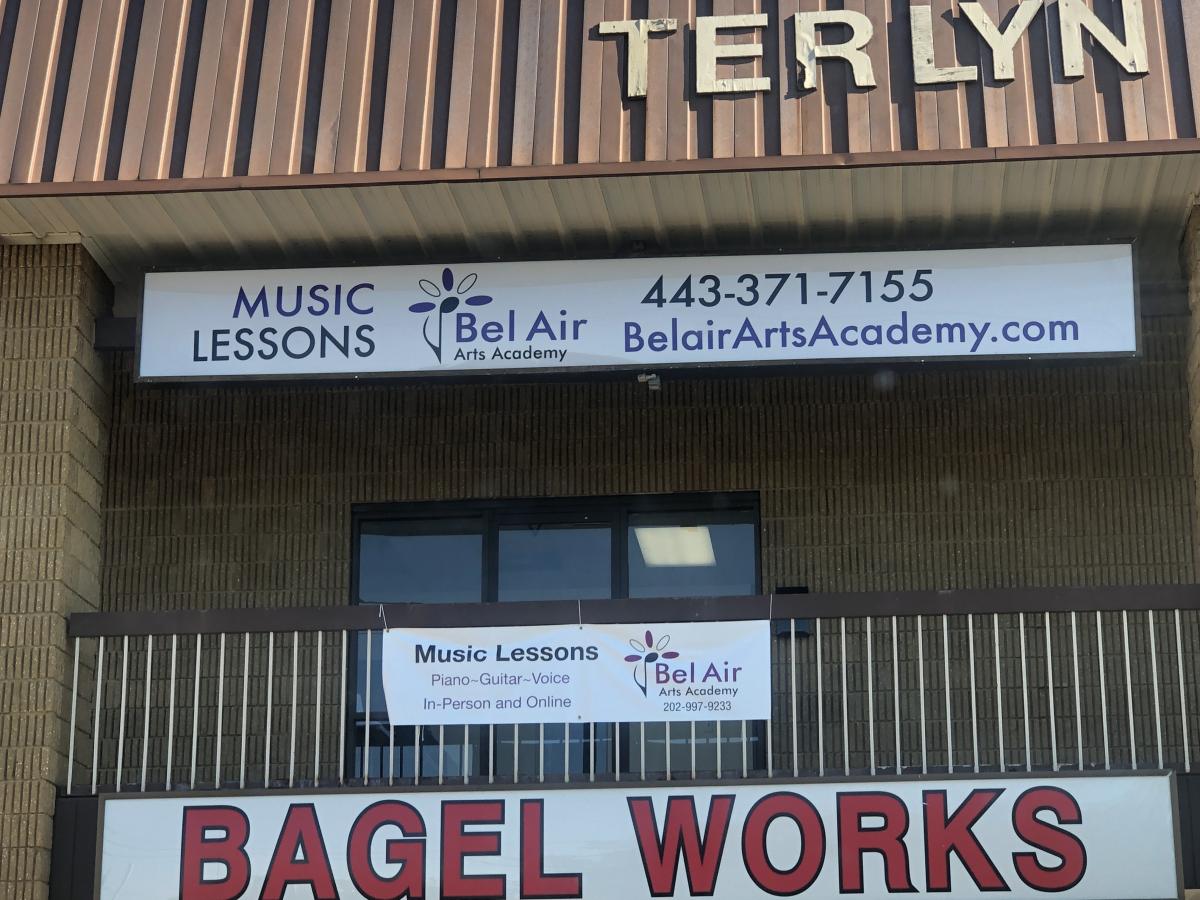 TERLYN
MUSIC
LESSONS
Bel Air
Arts Academy
443-371-7155
BelairArtsAcademy.com
Music Lessons
Piano~Guitar~Voice
In-Person and Online
Bel Air
Arts Academy
202-997-9233
BAGEL WORKS